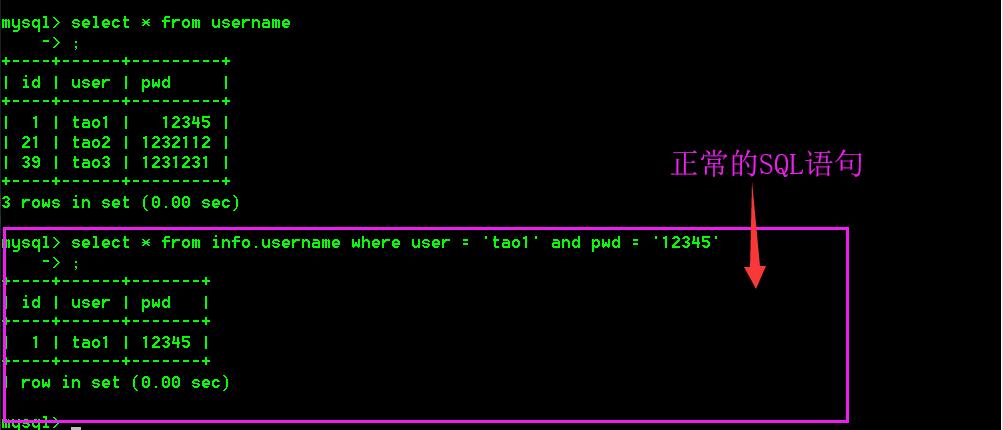 mysql> select * from username
    -> ;
+----+------+---------+
| id | user | pwd     |
+----+------+---------+
|  1 | tao1 |   12345 |
| 21 | tao2 | 1232112 |
| 39 | tao3 | 1231231 |
+----+------+---------+
3 rows in set (0.00 sec)
正常的SQL语句
mysql> select * from info.username where user = 'tao1' and pwd = '12345'
    -> ;
+----+------+-------+
| id | user | pwd   |
+----+------+-------+
|  1 | tao1 | 12345 |
+----+------+-------+
1 row in set (0.00 sec)
mysql>